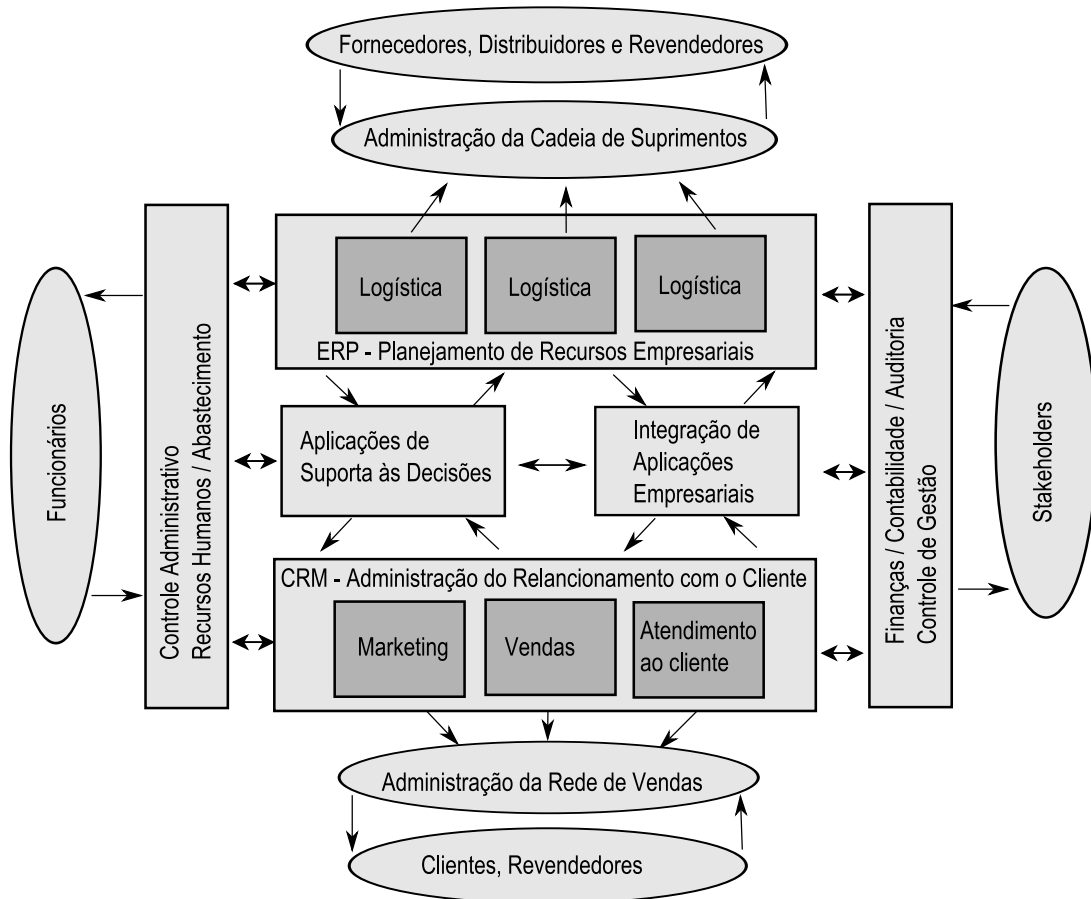 Fornecedores, Distribuidores e Revendedores
Administração da Cadeia de Suprimentos
Logística
Logística
Logística
ERP - Planejamento de Recursos Empresariais
Funcionários
Controle Administrativo
Recursos Humanos / Abastecimento
Aplicações de
Suporta às Decisões
Integração de
Aplicações
Empresariais
Finanças / Contabilidade / Auditoria
Controle de Gestão
Stakeholders
CRM - Administração do Relancionamento com o Cliente
Marketing
Vendas
Atendimento
ao cliente
Administração da Rede de Vendas
Clientes, Revendedores